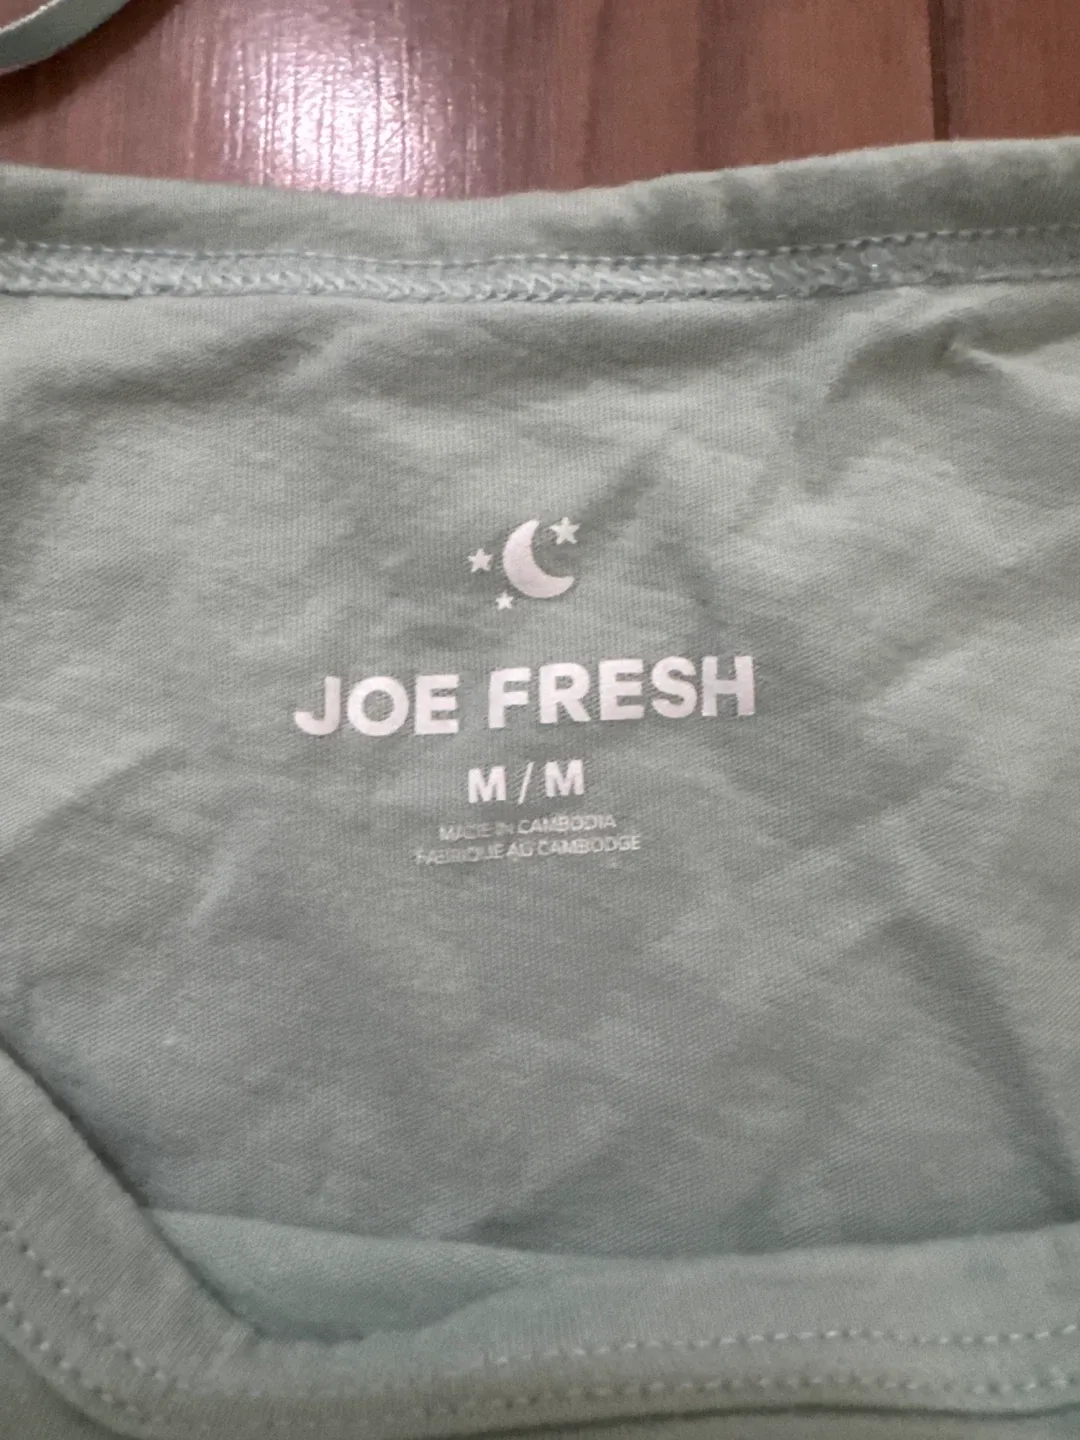 JOE FRESH
M / M
MADE IN CAMBODIA
FABRIQUÉ AU CAMBODGE